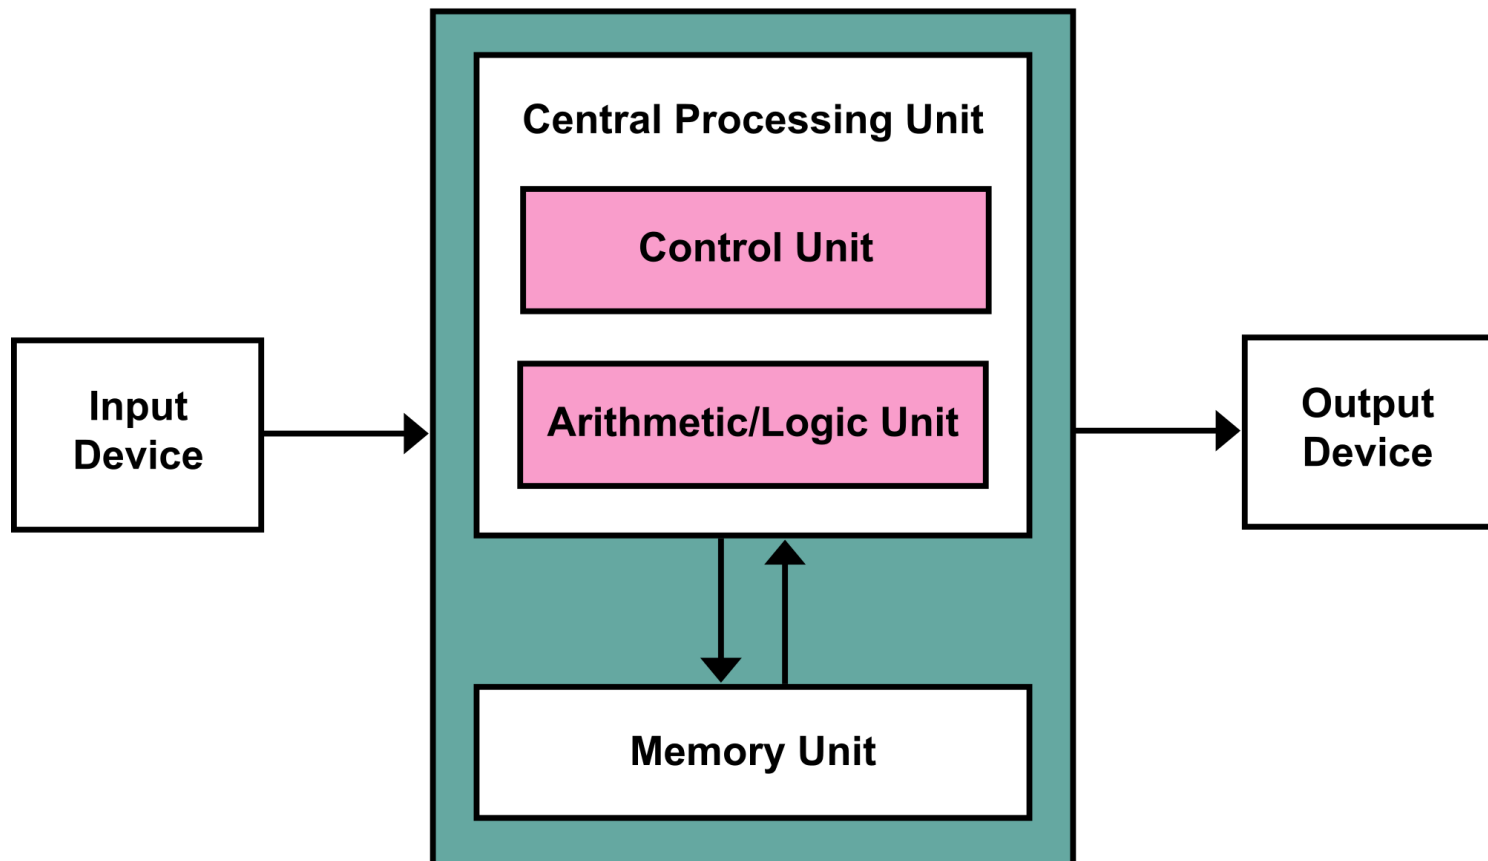 Central Processing Unit
Control Unit
Arithmetic/Logic Unit
Input
Device
Output
Device
Memory Unit